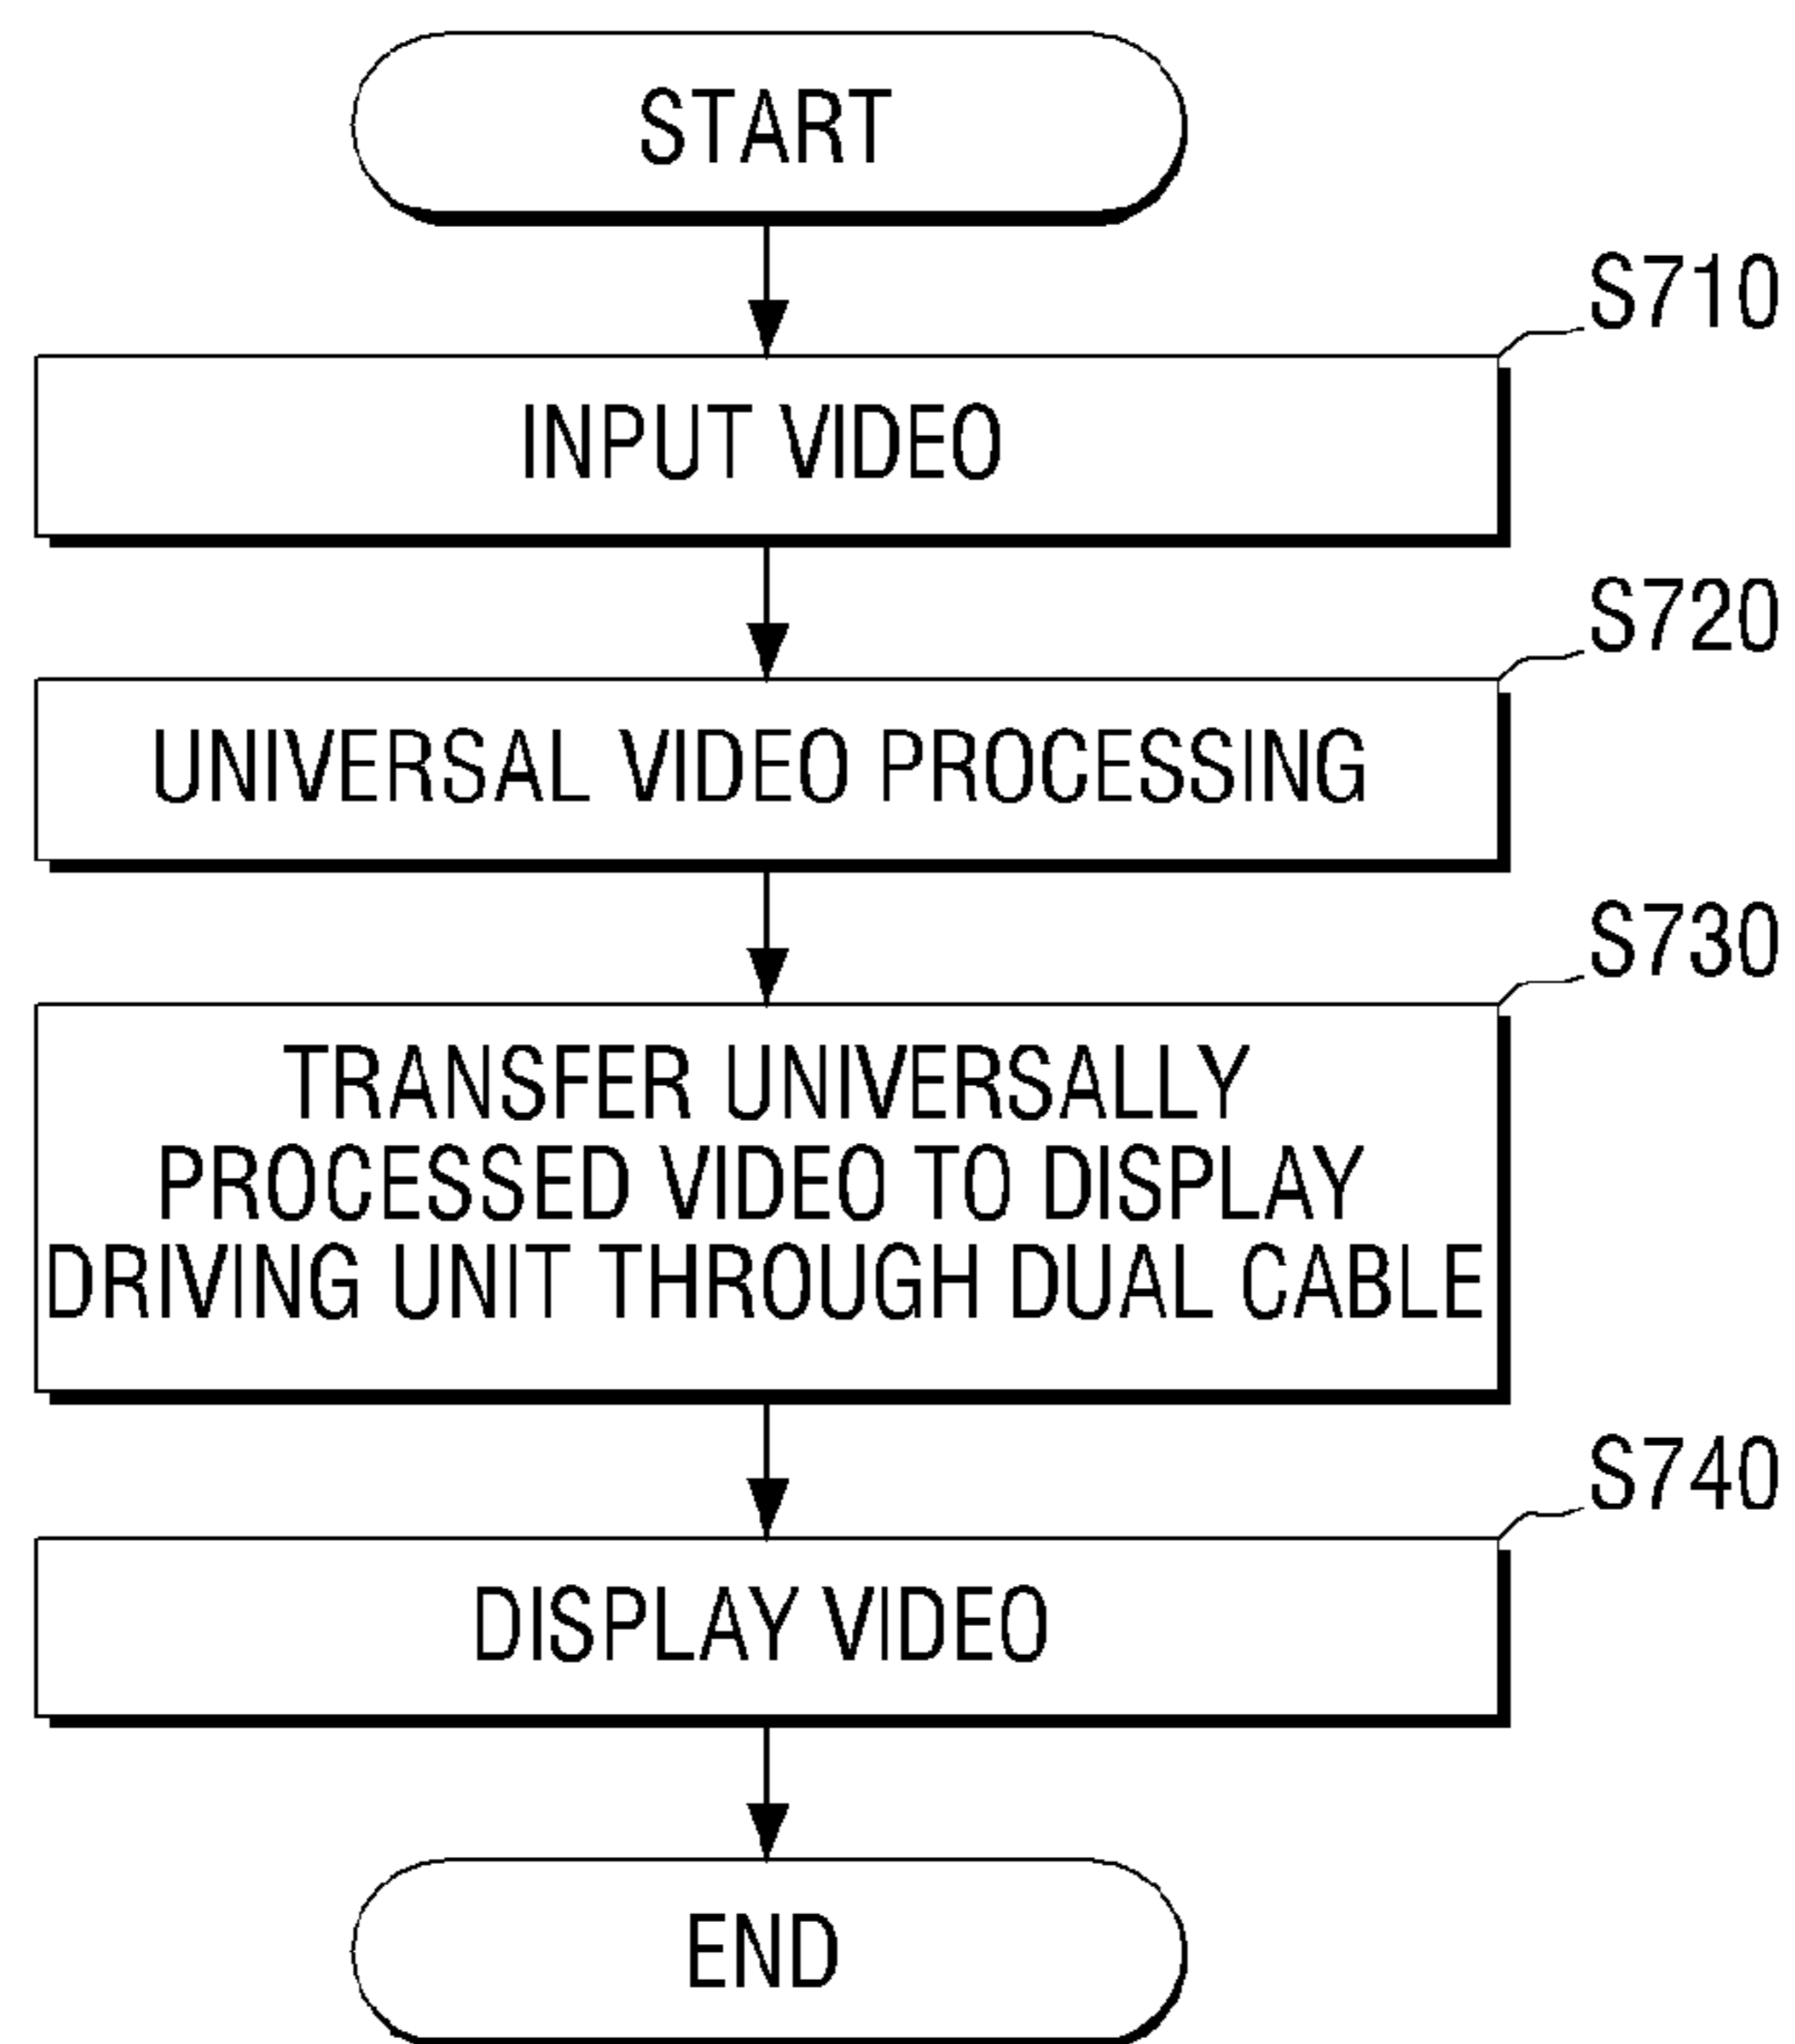 START
S710
INPUT VIDEO
S720
UNIVERSAL VIDEO PROCESSING
S730
TRANSFER UNIVERSALLY
PROCESSED VIDEO TO DISPLAY
DRIVING UNIT THROUGH DUAL CABLE
S740
DISPLAY VIDEO
END